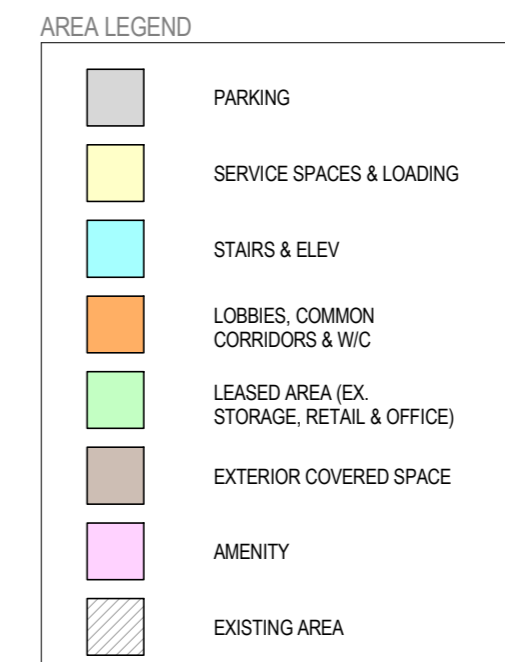 AREA LEGEND
PARKING
SERVICE SPACES & LOADING
STAIRS & ELEV
LOBBIES, COMMON
CORRIDORS & W/C
LEASED AREA (EX.
STORAGE, RETAIL & OFFICE)
EXTERIOR COVERED SPACE
AMENITY
EXISTING AREA